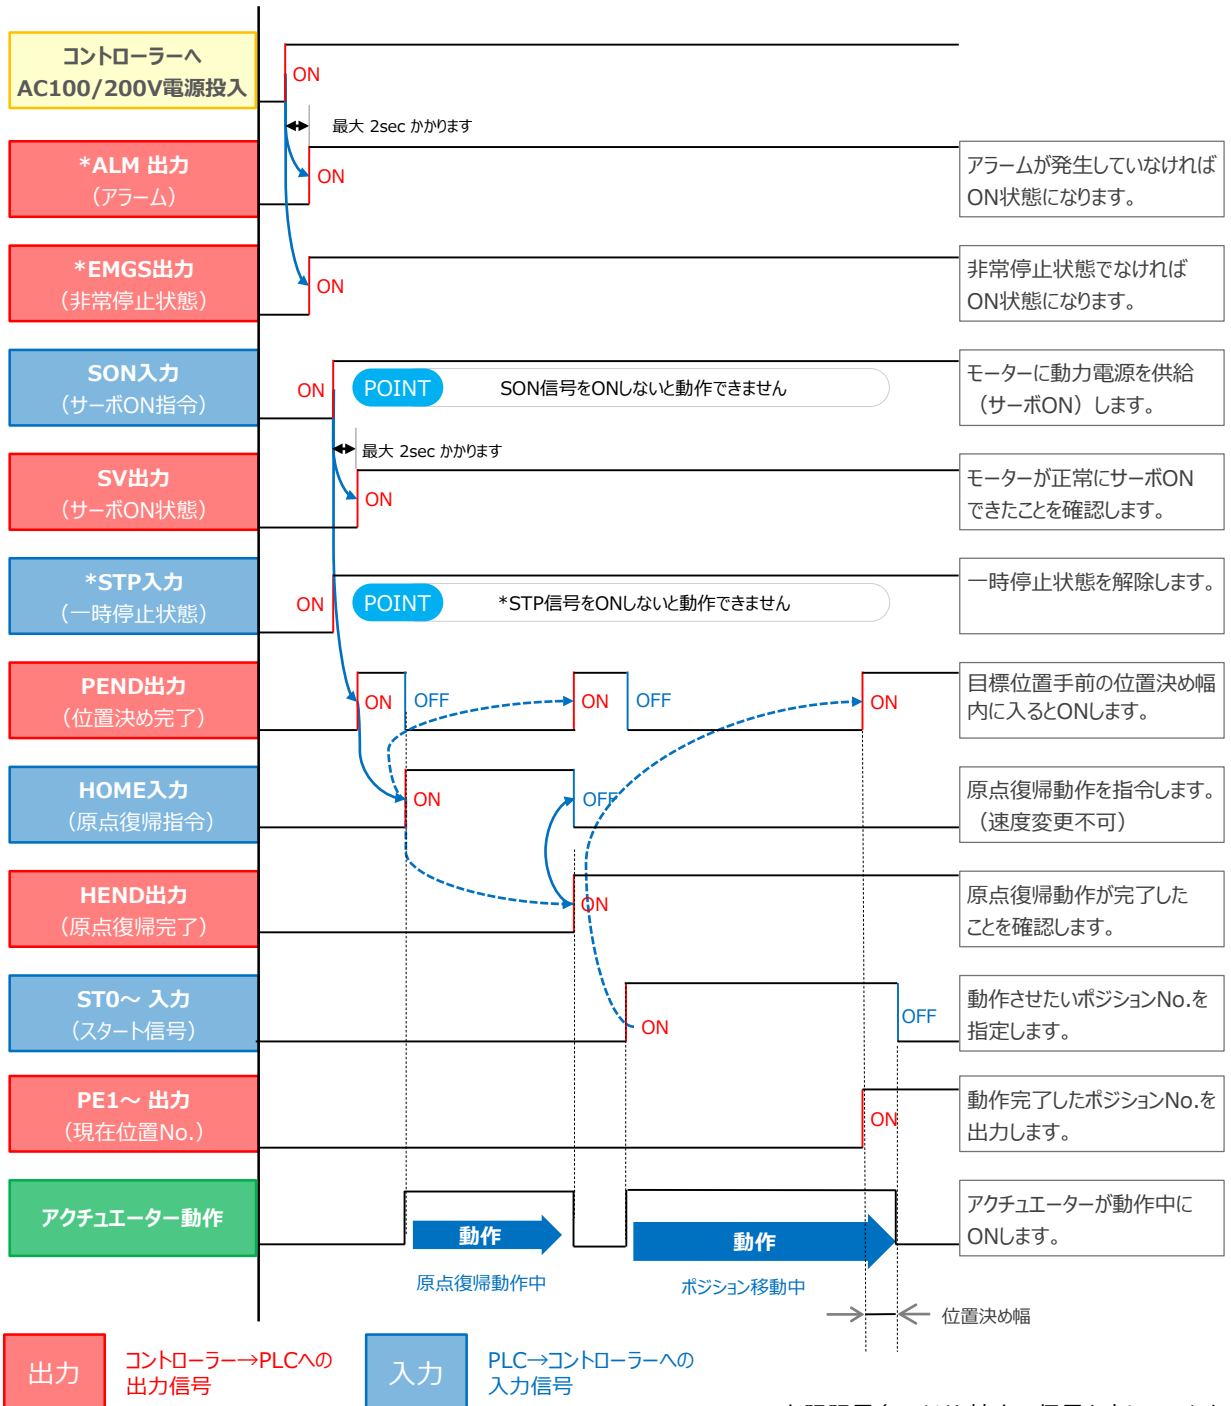 コントローラーへ
AC100/200V電源投入
ON
最大 2sec かかります
*ALM 出力
（アラーム）
ON
アラームが発生していなければ
ON状態になります。
*EMGS出力
（非常停止状態）
ON
非常停止状態でなければ
ON状態になります。
SON入力
（サーボON指令）
ON
POINT
SON信号をONしないと動作できません
モーターに動力電源を供給
（サーボON）します。
最大 2sec かかります
SV出力
（サーボON状態）
ON
モーターが正常にサーボON
できたことを確認します。
*STP入力
（一時停止状態）
ON
POINT
*STP信号をONしないと動作できません
一時停止状態を解除します。
PEND出力
（位置決め完了）
ON
OFF
ON
OFF
ON
目標位置手前の位置決め幅
内に入るとONします。
HOME入力
（原点復帰指令）
ON
OFF
原点復帰動作を指令します。
（速度変更不可）
HEND出力
（原点復帰完了）
ON
原点復帰動作が完了した
ことを確認します。
ST0～ 入力
（スタート信号）
ON
OFF
動作させたいポジションNo.を
指定します。
PE1～ 出力
（現在位置No.）
ON
動作完了したポジションNo.を
出力します。
アクチュエーター動作
動作
動作
アクチュエーターが動作中に
ONします。
原点復帰動作中
ポジション移動中
位置決め幅
出力
コントローラー→PLCへの
出力信号
入力
PLC→コントローラーへの
入力信号